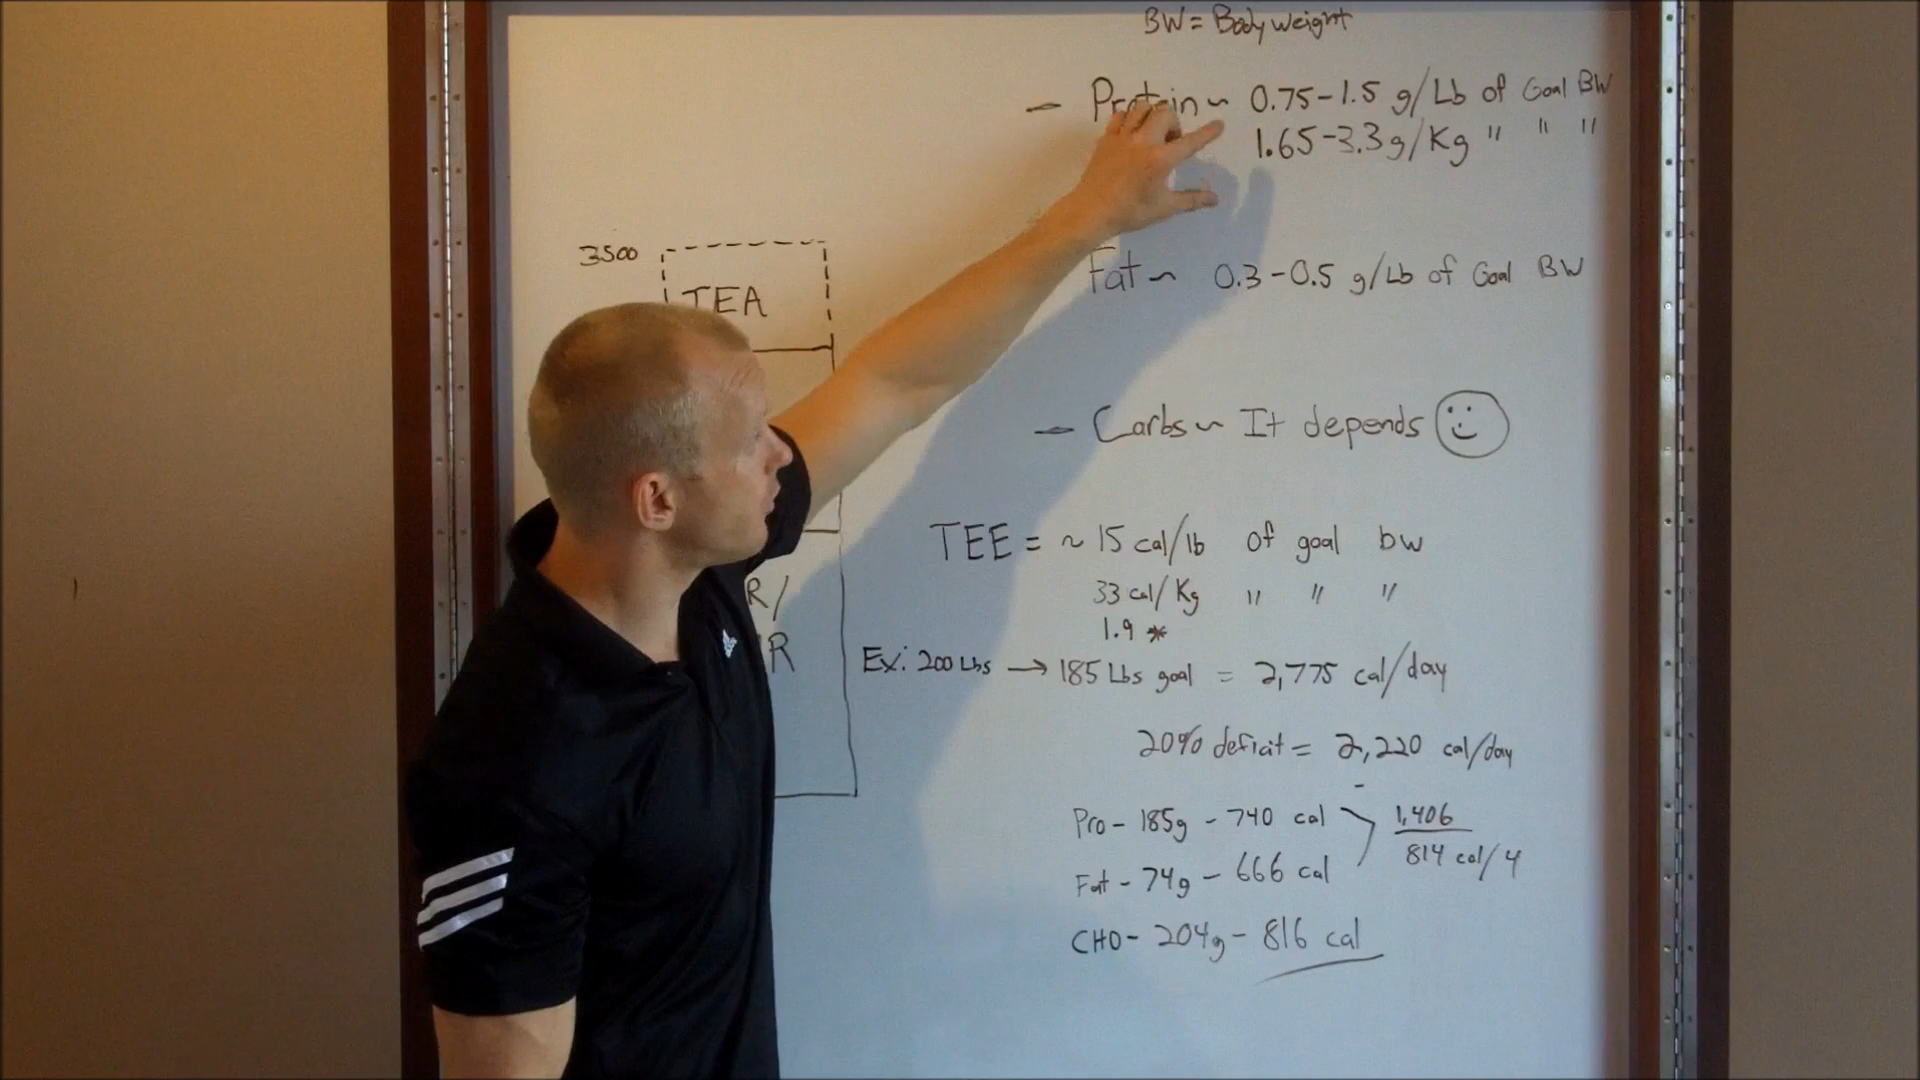 BW = Bodyweight
- Protein ~ 0.75-1.5 g/Lb of Goal BW
1.65-3.3g/Kg " " "
3500
TEA
Fat ~ 0.3-0.5 g/Lb of Goal BW
- Carbs ~ It depends
TEE = ~ 15 cal/lb of goal bw
R/
33 cal/Kg " " "
1.9 *
R
Ex: 200 Lbs → 185 Lbs goal = 2,775 cal/day
20% deficit = 2,220 cal/day
-
Pro - 185g - 740 cal
1,406
Fat - 74g - 666 cal
814 cal/4
CHO - 204g - 816 cal